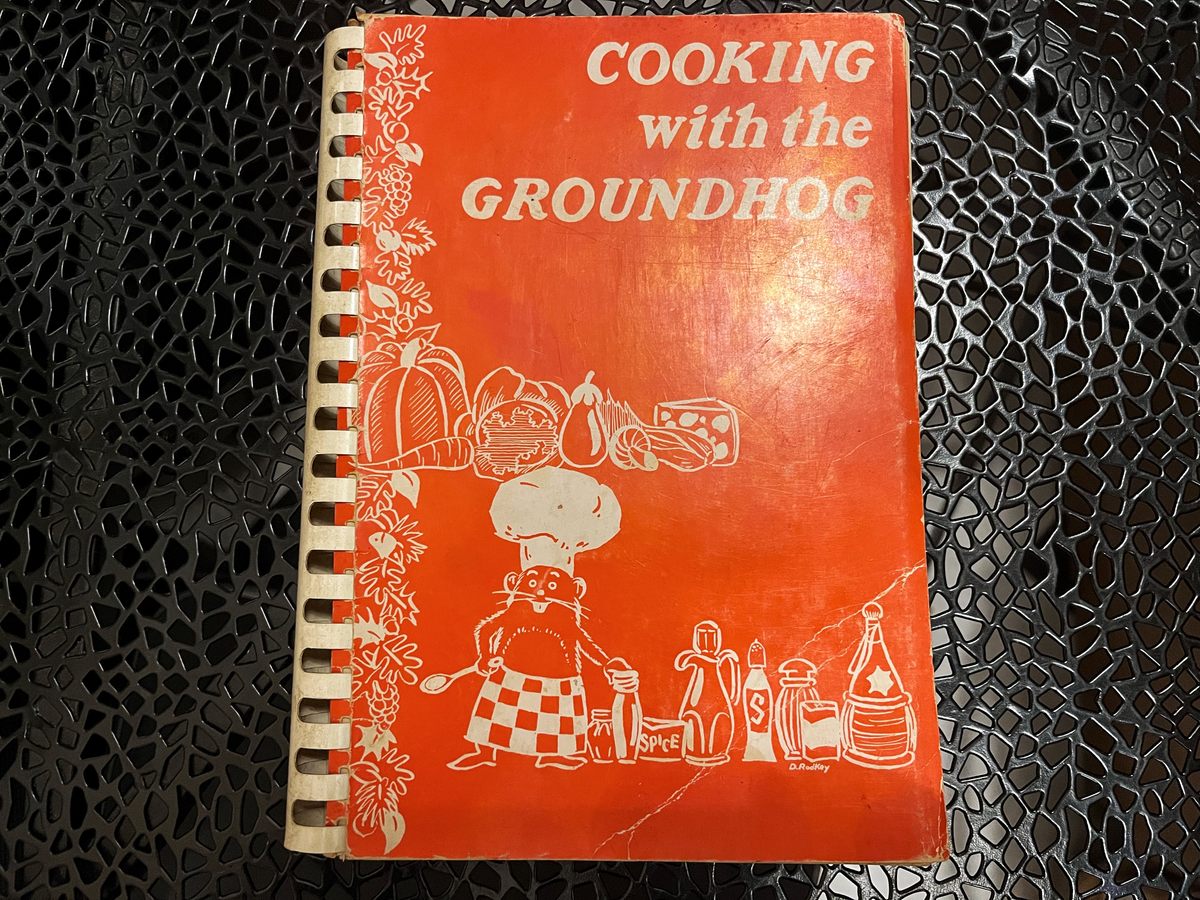 COOKING
with the
GROUNDHOG
SPICE
S
D. RodKey